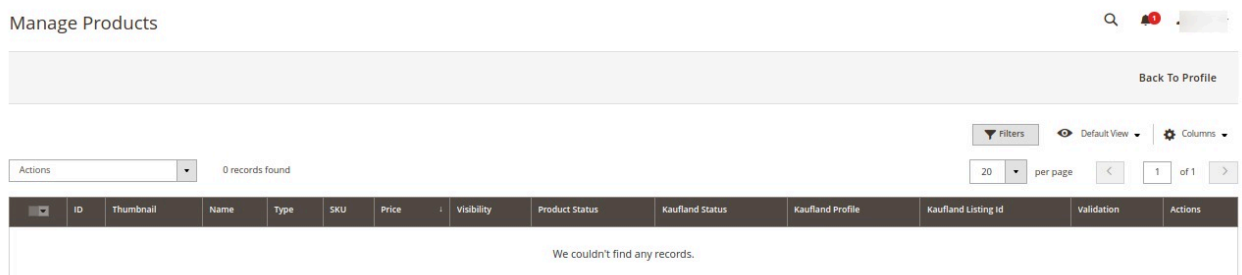 Manage Products
1
Back To Profile
Filters
Default View
Columns
Actions
0 records found
20
per page
1
of 1
ID Thumbnail Name Type SKU Price ↓ Visibility Product Status Kaufland Status Kaufland Profile Kaufland Listing Id Validation Actions
We couldn't find any records.